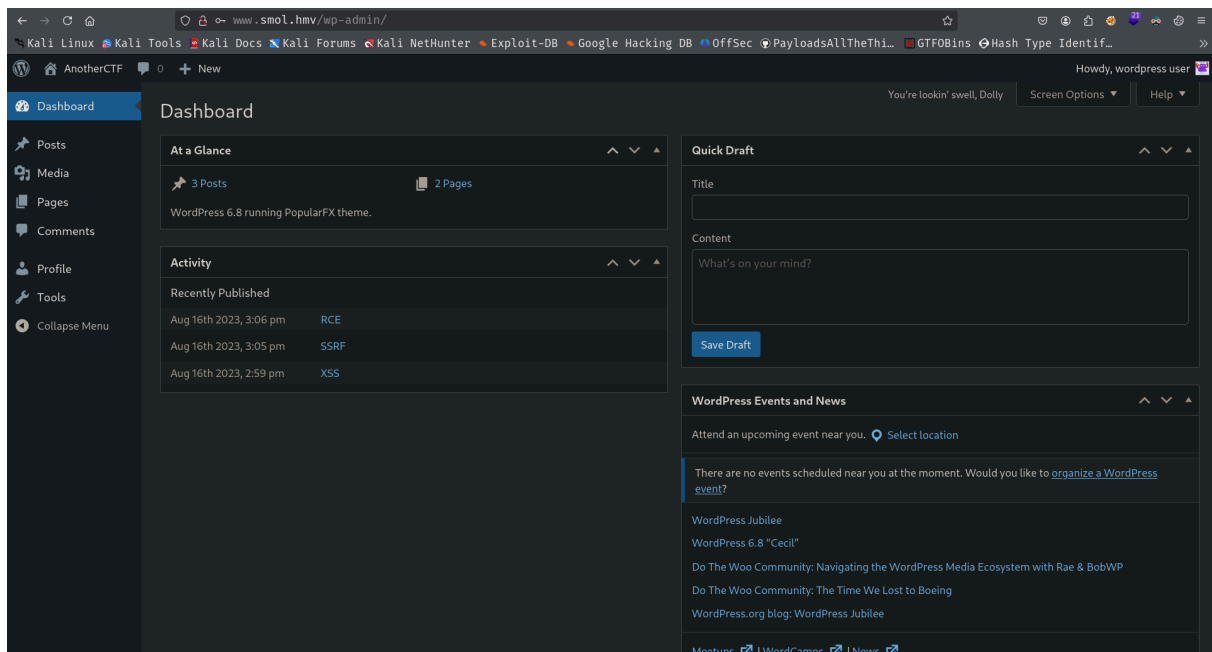 www.smol.hmv/wp-admin/
21
Kali Linux Kali Tools Kali Docs Kali Forums Kali NetHunter Exploit-DB Google Hacking DB OffSec PayloadsAllTheThi… GTFOBins Hash Type Identif… »
AnotherCTF 0 + New Howdy, wordpress user
Dashboard
Posts
Media
Pages
Comments
Profile
Tools
Collapse Menu
You're lookin' swell, Dolly Screen Options ▼ Help ▼
Dashboard
At a Glance
3 Posts 2 Pages
WordPress 6.8 running PopularFX theme.
Activity
Recently Published
Aug 16th 2023, 3:06 pm RCE
Aug 16th 2023, 3:05 pm SSRF
Aug 16th 2023, 2:59 pm XSS
Quick Draft
Title
Content
What's on your mind?
Save Draft
WordPress Events and News
Attend an upcoming event near you. Select location
There are no events scheduled near you at the moment. Would you like to organize a WordPress
event?
WordPress Jubilee
WordPress 6.8 “Cecil”
Do The Woo Community: Navigating the WordPress Media Ecosystem with Rae & BobWP
Do The Woo Community: The Time We Lost to Boeing
WordPress.org blog: WordPress Jubilee
Meetups | WordCamps | News